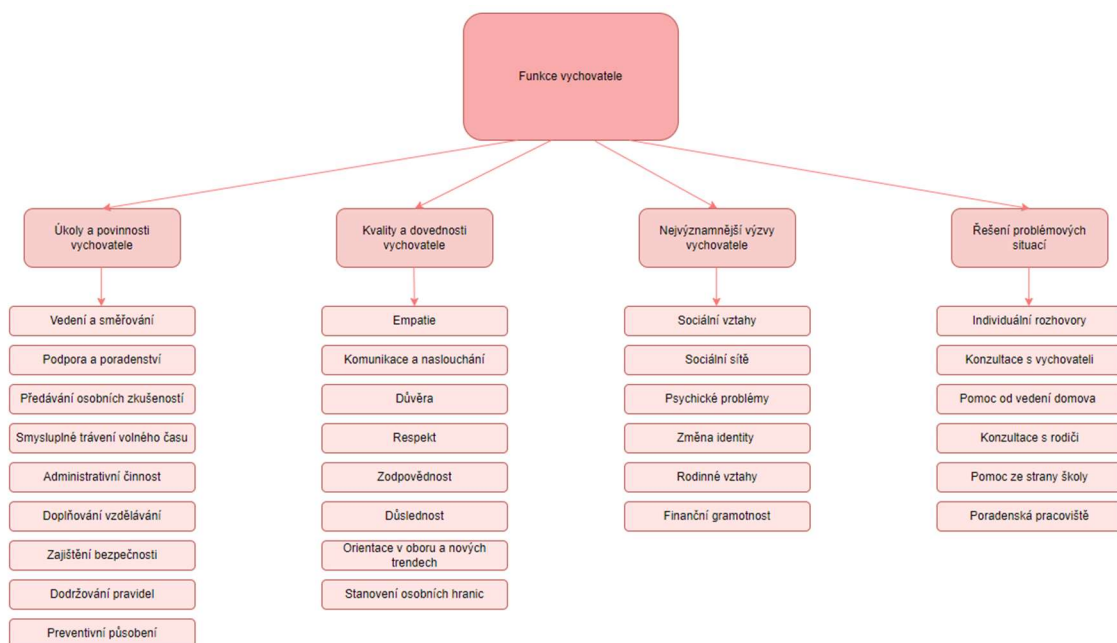 Funkce vychovatele
Úkoly a povinnosti
vychovatele
Vedení a směřování
Podpora a poradenství
Předávání osobních zkušeností
Smysluplné trávení volného času
Administrativní činnost
Doplňování vzdělávání
Zajištění bezpečnosti
Dodržování pravidel
Preventivní působení
Kvality a dovednosti
vychovatele
Empatie
Komunikace a naslouchání
Důvěra
Respekt
Zodpovědnost
Důslednost
Orientace v oboru a nových
trendech
Stanovení osobních hranic
Nejvýznamnější výzvy
vychovatele
Sociální vztahy
Sociální sítě
Psychické problémy
Změna identity
Rodinné vztahy
Finanční gramotnost
Řešení problémových
situací
Individuální rozhovory
Konzultace s vychovateli
Pomoc od vedení domova
Konzultace s rodiči
Pomoc ze strany školy
Poradenská pracoviště